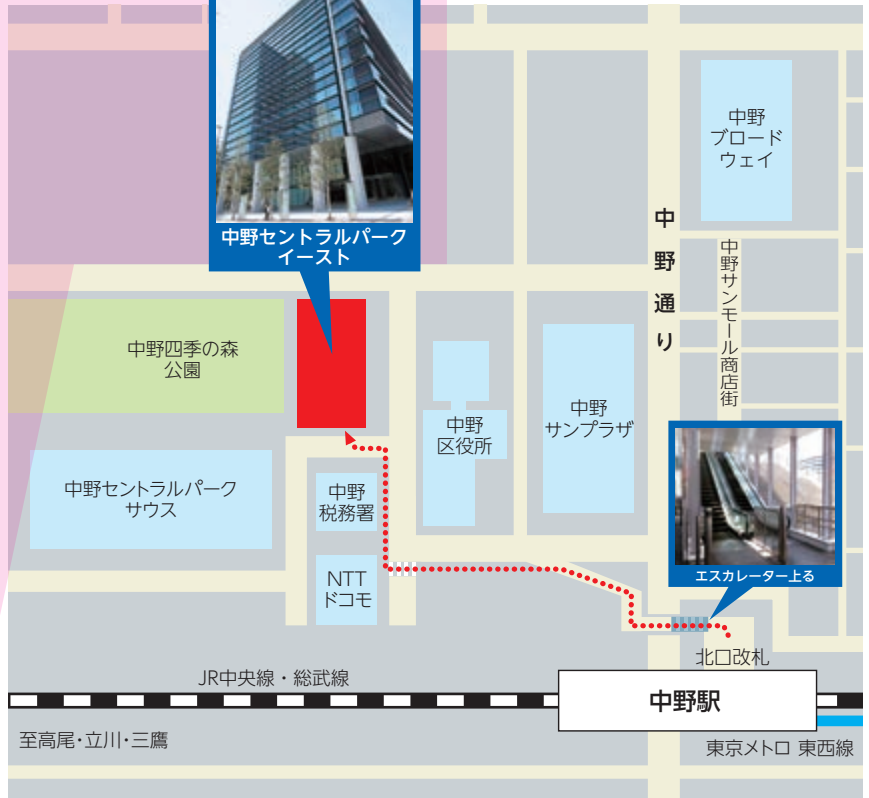 中野セントラルパーク
イースト
中野
ブロード
ウェイ
中野通り
中野サンモール商店街
中野四季の森
公園
中野
サンプラザ
中野
区役所
中野セントラルパーク
サウス
中野
税務署
NTT
ドコモ
エスカレーター上る
北口改札
JR中央線・総武線
中野駅
至高尾・立川・三鷹
東京メトロ 東西線